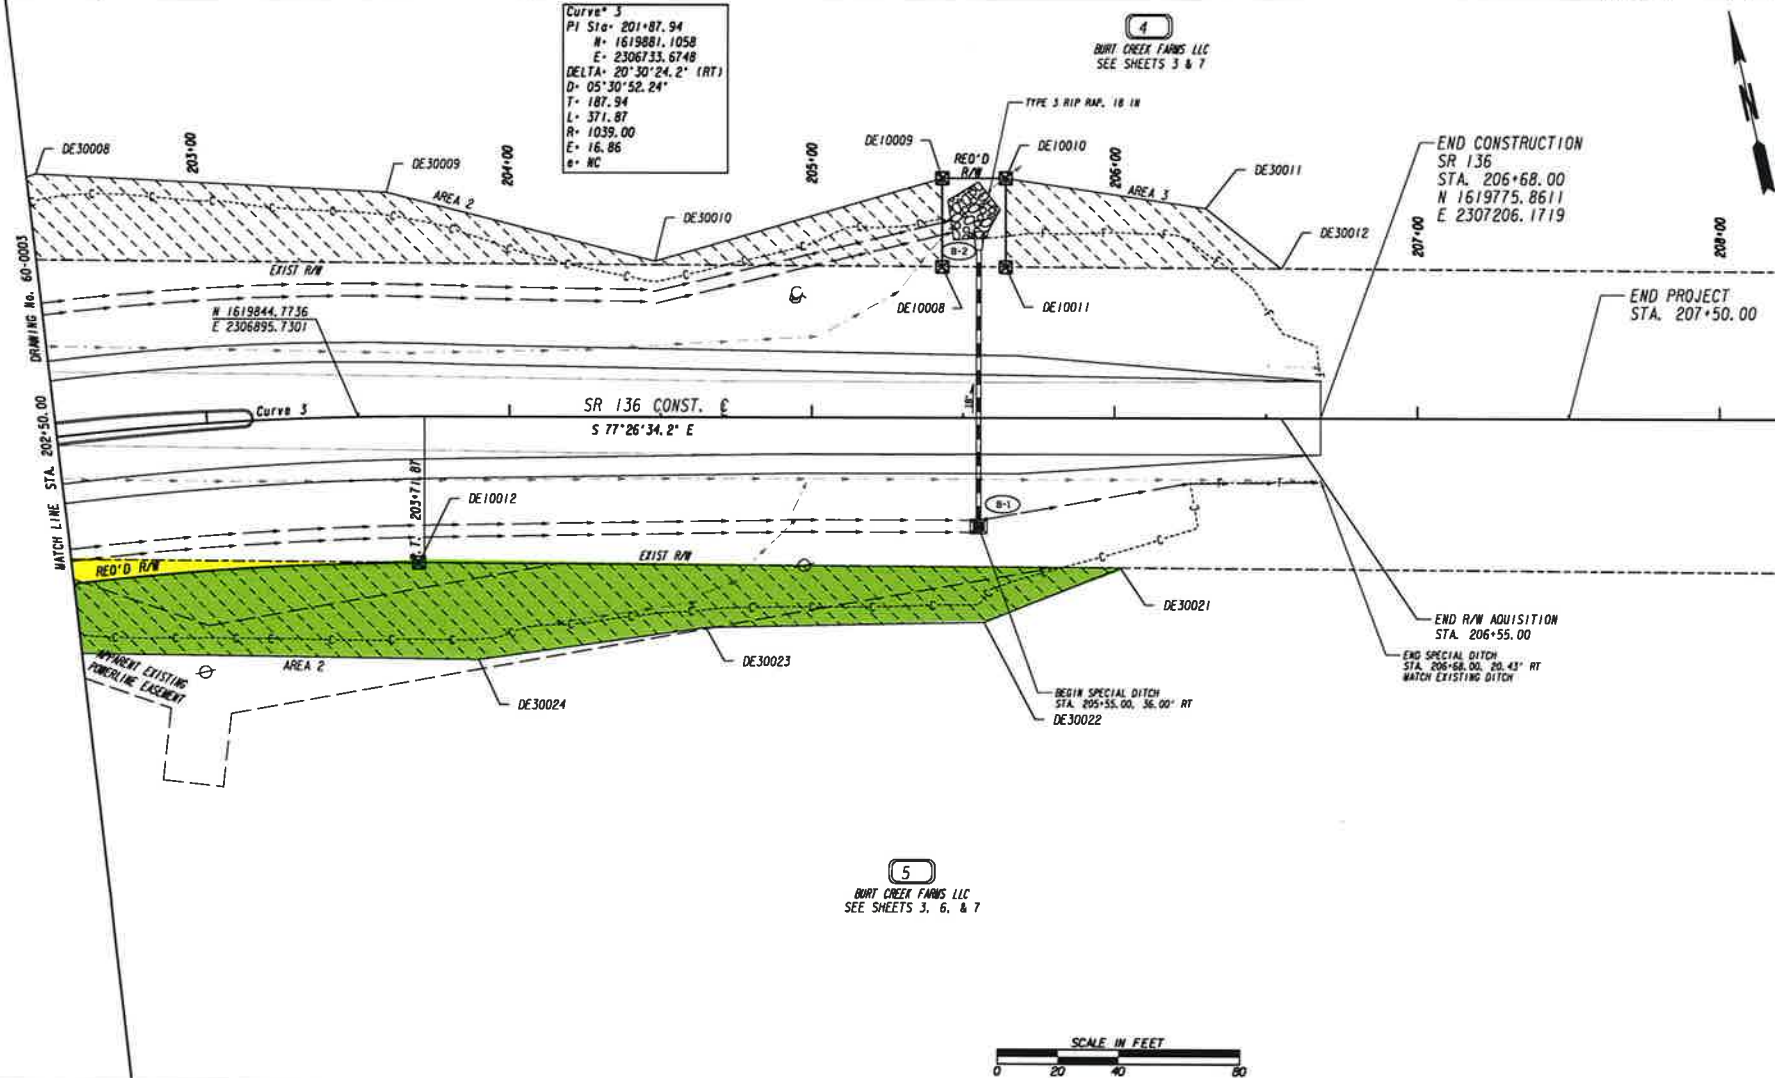 Curve# 3
PI Sta= 201+87.94
N= 1619881.1058
E= 2306733.6748
DELTA= 20°30'24.2" (RT)
D= 05°30'52.24"
T= 187.94
L= 371.87
R= 1039.00
E= 16.86
e= NC
4
BURT CREEK FARMS LLC
SEE SHEETS 3 & 7
TYPE 3 RIP RAP, 18 IN
DE30008
203+00
DE30009
204+00
205+00
DE10009
REQ'D
R/W
DE10010
206+00
DE30011
END CONSTRUCTION
SR 136
STA. 206+68.00
N 1619775.8611
E 2307206.1719
AREA 2
AREA 3
DE30010
DE30012
207+00
208+00
EXIST R/W
B-2
DE10008
DE10011
END PROJECT
STA. 207+50.00
N 1619844.7736
E 2306895.7301
MATCH LINE STA. 202+50.00 DRAWING No. 60-0003
Curve 3
SR 136 CONST. ℄
S 77°26'34.2" E
18"
203+71.87
DE10012
B-1
REQ'D R/W
EXIST R/W
DE30021
END R/W AQUISITION
STA. 206+55.00
END SPECIAL DITCH
STA. 206+68.00, 20.43' RT
MATCH EXISTING DITCH
APPARENT EXISTING
POWERLINE EASEMENT
AREA 2
DE30023
DE30024
BEGIN SPECIAL DITCH
STA. 205+55.00, 36.00' RT
DE30022
5
BURT CREEK FARMS LLC
SEE SHEETS 3, 6, & 7
SCALE IN FEET
0 20 40 80